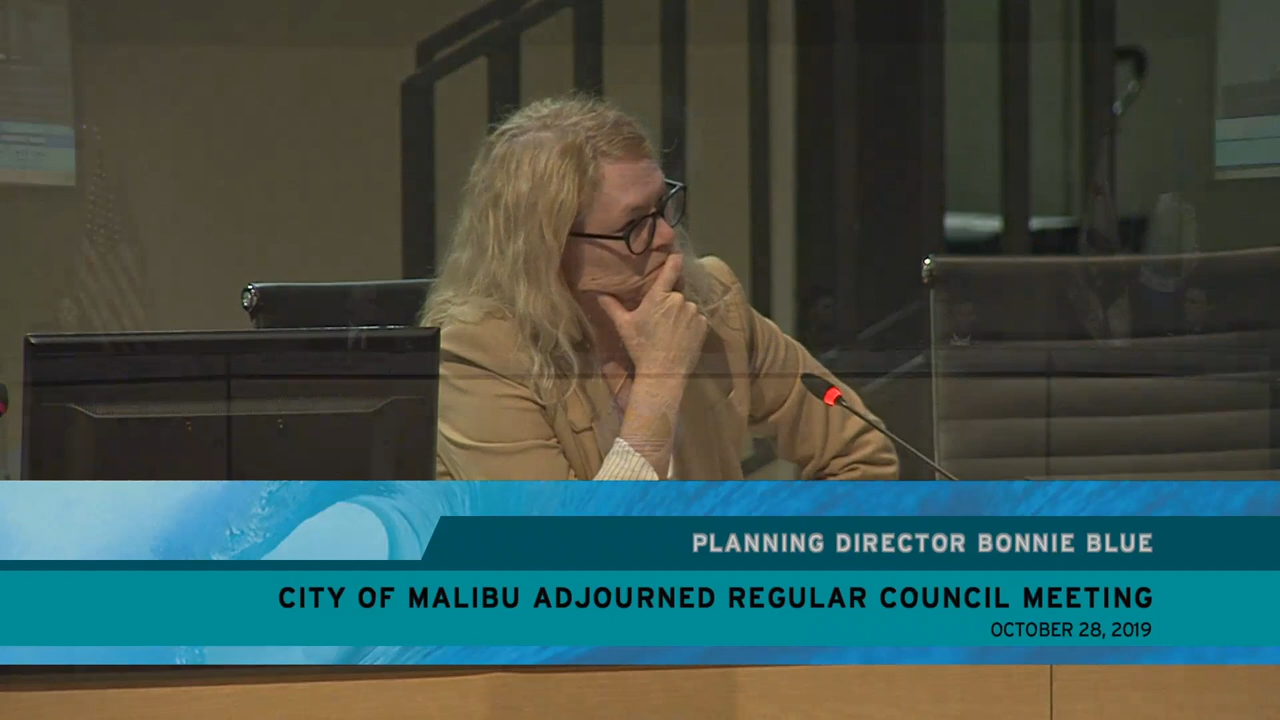 PLANNING DIRECTOR BONNIE BLUE
CITY OF MALIBU ADJOURNED REGULAR COUNCIL MEETING
OCTOBER 28, 2019